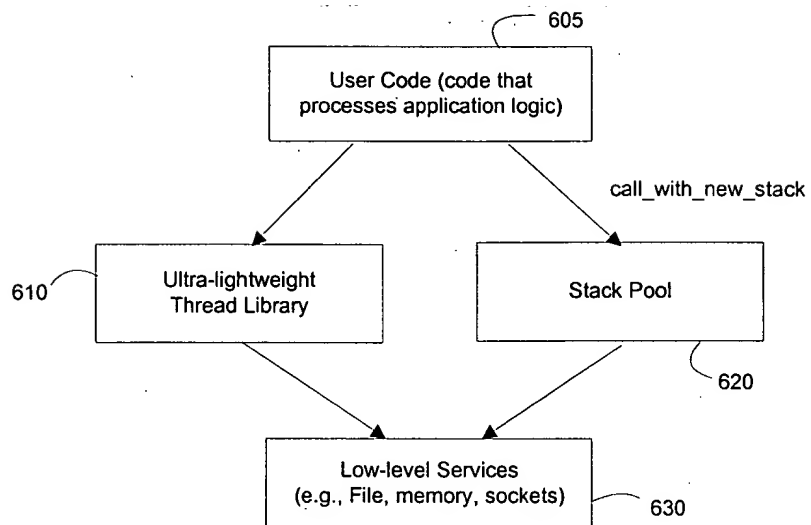 605
User Code (code that
processes application logic)
call_with_new_stack
610
Ultra-lightweight
Thread Library
Stack Pool
620
Low-level Services
(e.g., File, memory, sockets)
630